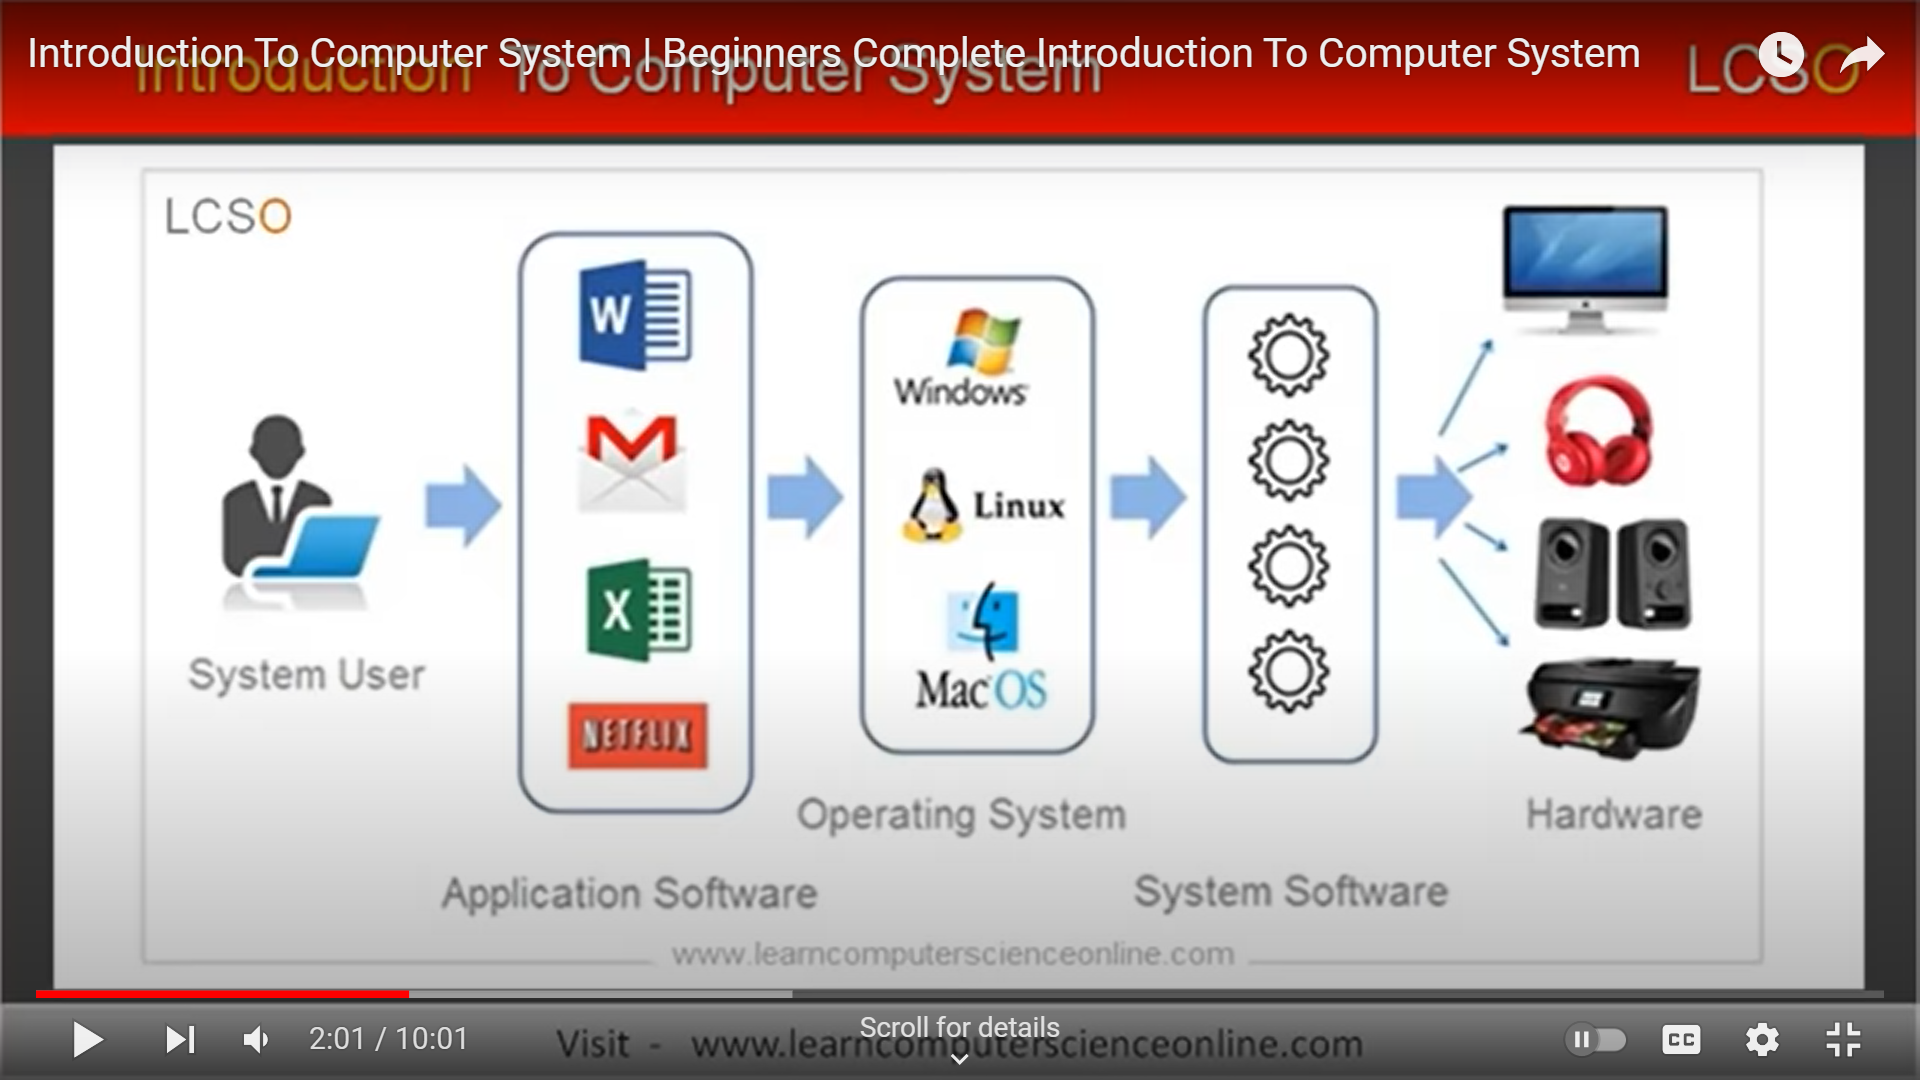 Introduction To Computer System | Beginners Complete Introduction To Computer System
Introduction To Computer System
LCSO
LCSO
W
Windows
Linux
X
Mac OS
NETFLIX
System User
Operating System
Hardware
Application Software
System Software
www.learncomputerscienceonline.com
2:01 / 10:01
Scroll for details
Visit - www.learncomputerscienceonline.com
CC